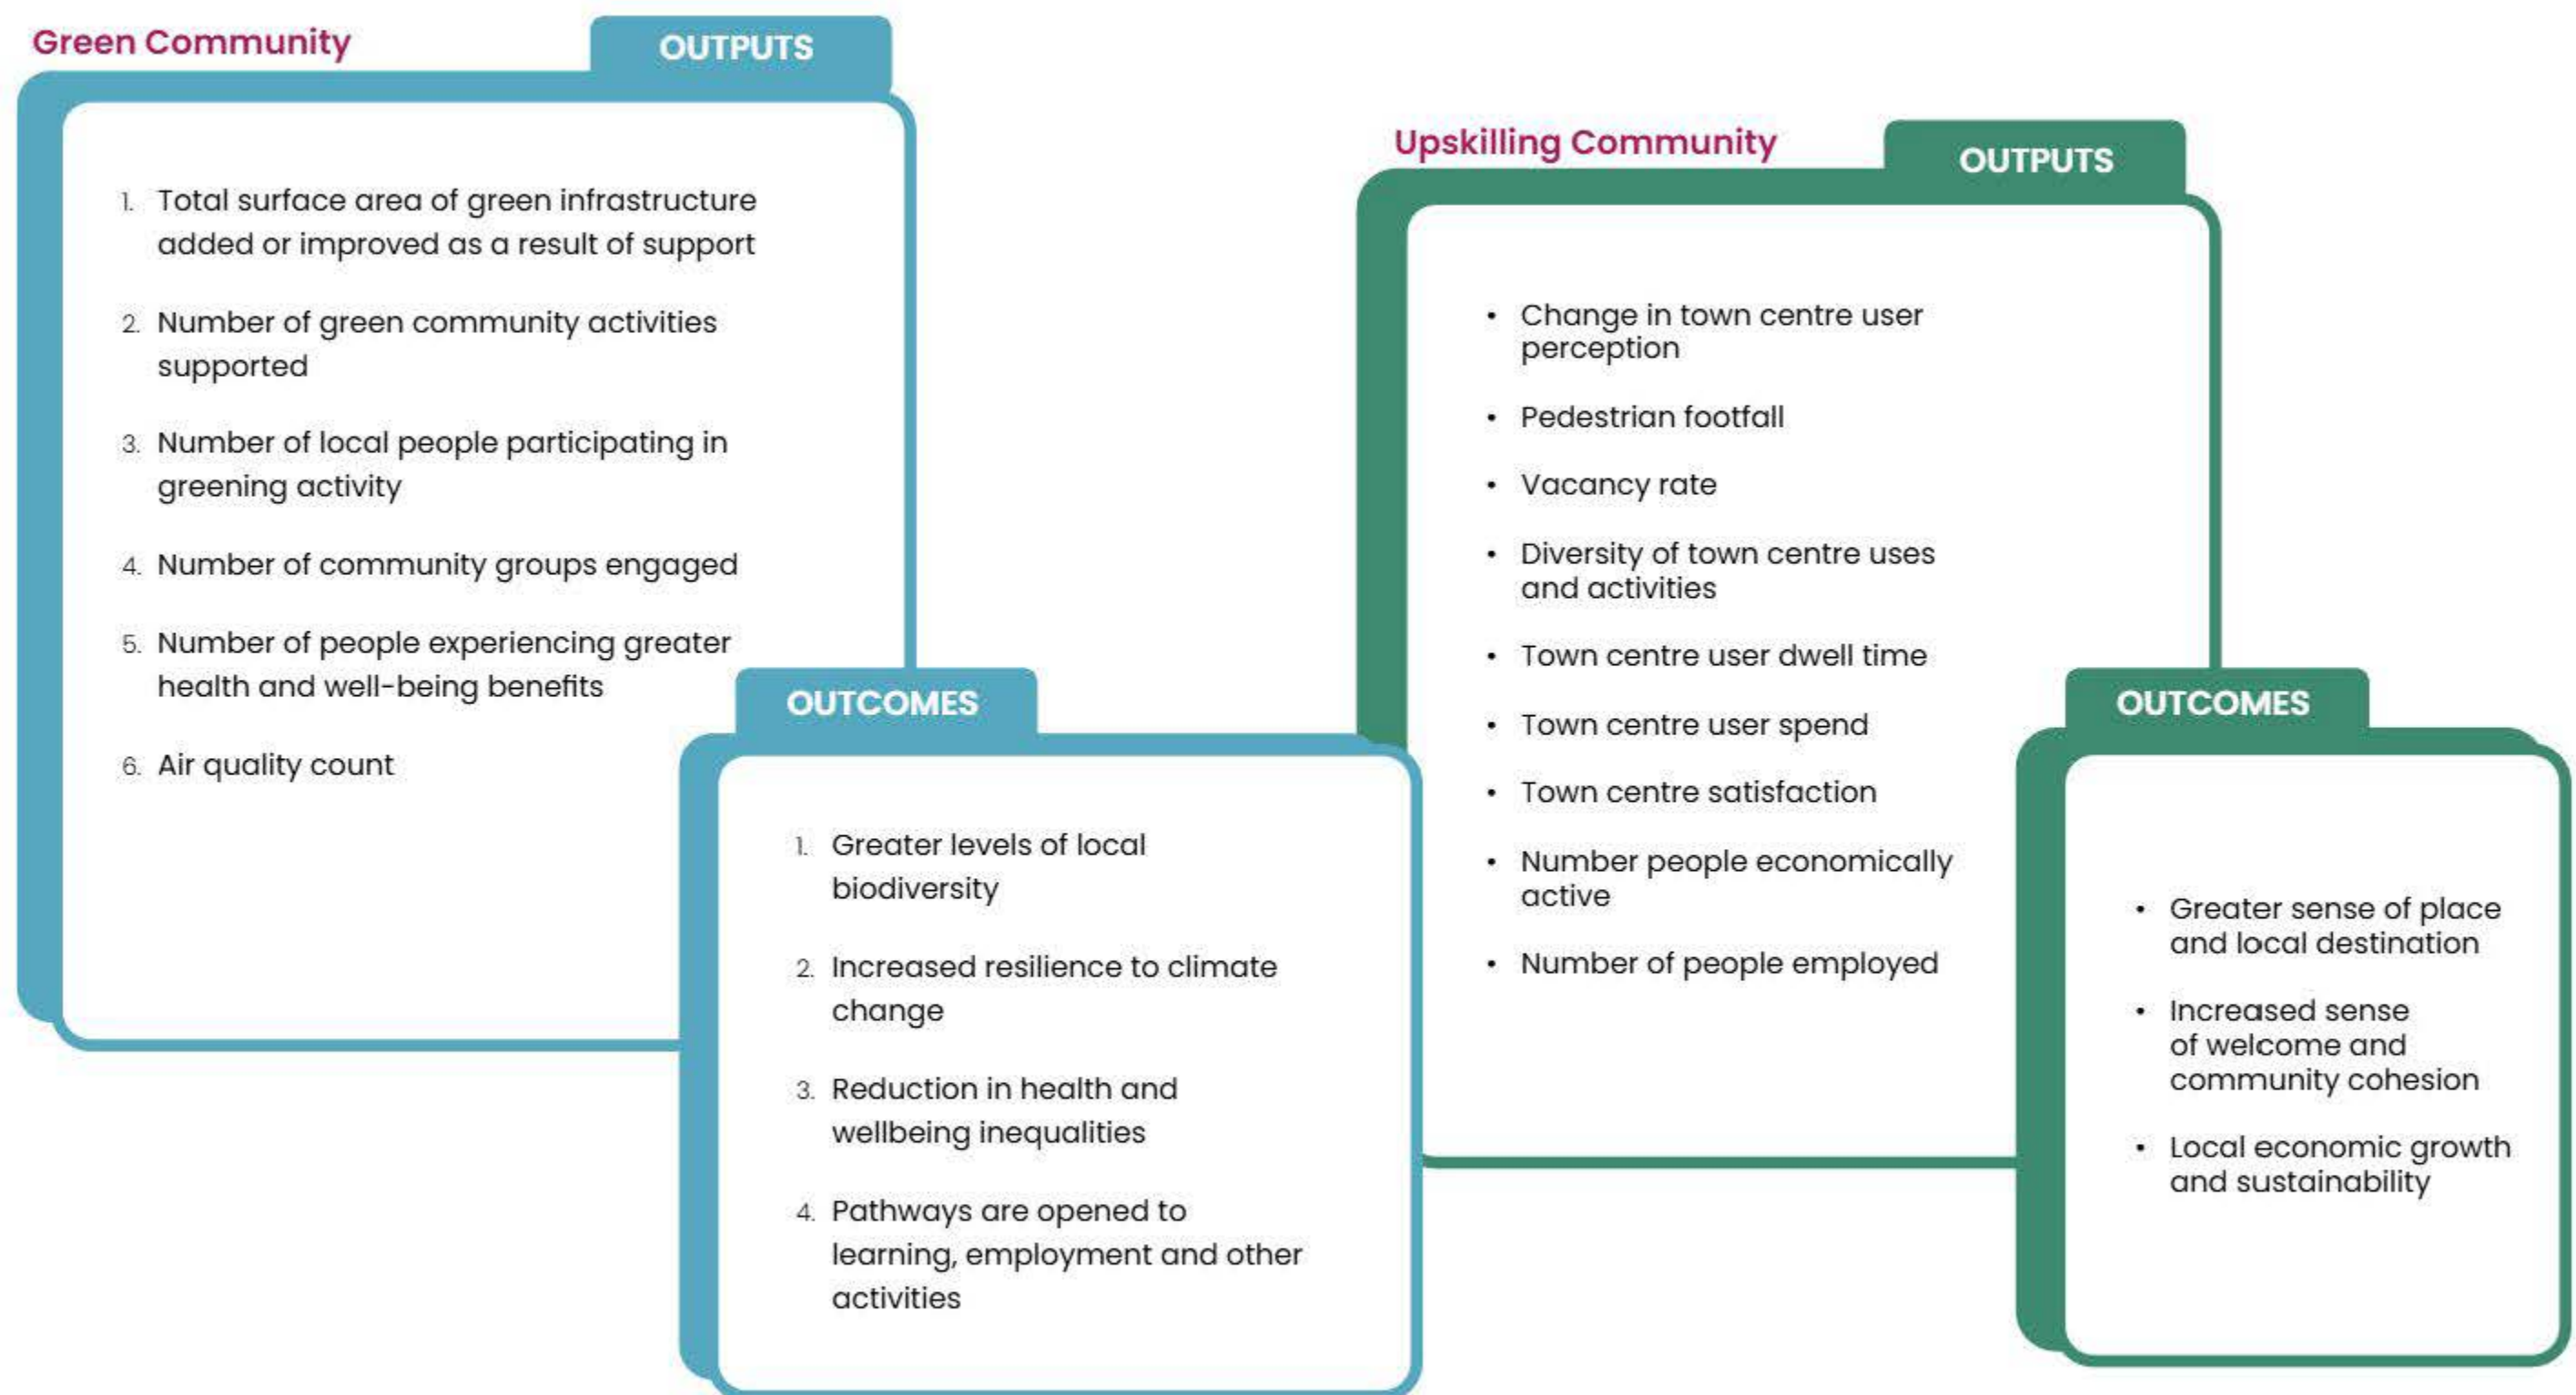 Green Community
OUTPUTS
1. Total surface area of green infrastructure
added or improved as a result of support
2. Number of green community activities
supported
3. Number of local people participating in
greening activity
4. Number of community groups engaged
5. Number of people experiencing greater
health and well-being benefits
6. Air quality count
OUTCOMES
1. Greater levels of local
biodiversity
2. Increased resilience to climate
change
3. Reduction in health and
wellbeing inequalities
4. Pathways are opened to
learning, employment and other
activities
Upskilling Community
OUTPUTS
• Change in town centre user
perception
• Pedestrian footfall
• Vacancy rate
• Diversity of town centre uses
and activities
• Town centre user dwell time
• Town centre user spend
• Town centre satisfaction
• Number people economically
active
• Number of people employed
OUTCOMES
• Greater sense of place
and local destination
• Increased sense
of welcome and
community cohesion
• Local economic growth
and sustainability